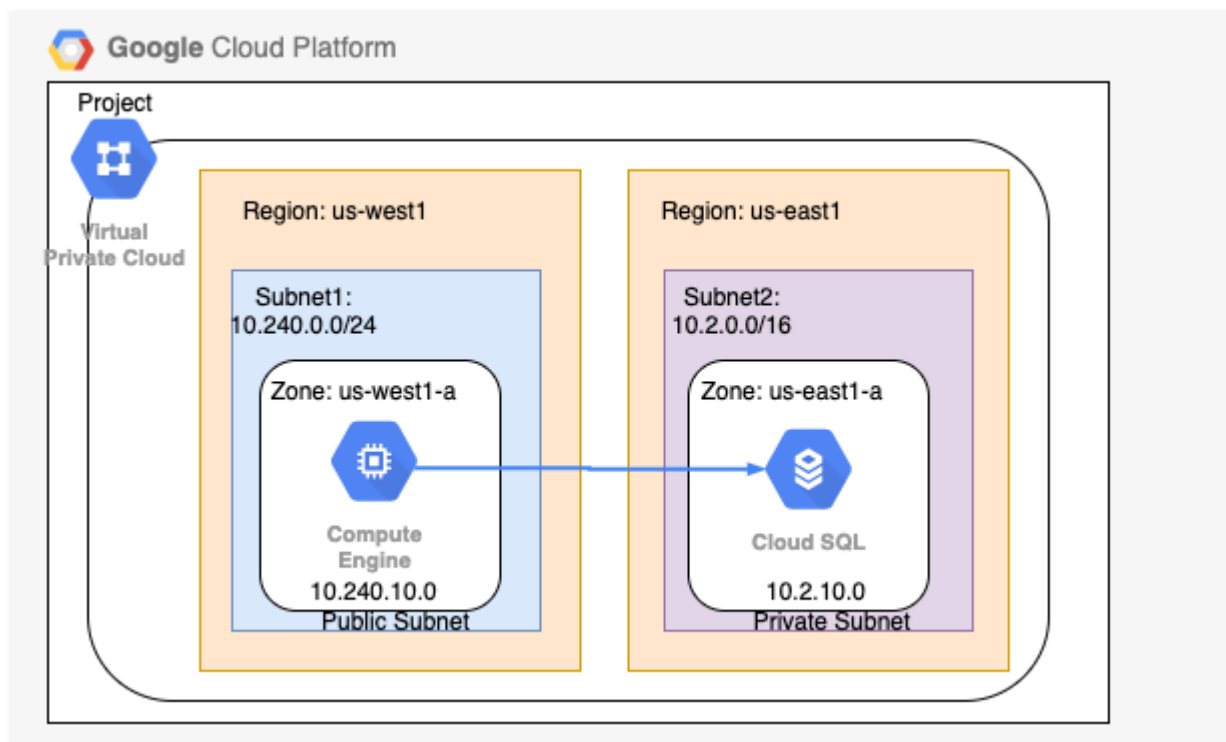 Google Cloud Platform
Project
Virtual
Private Cloud
Region: us-west1
Subnet1:
10.240.0.0/24
Zone: us-west1-a
Compute
Engine
10.240.10.0
Public Subnet
Region: us-east1
Subnet2:
10.2.0.0/16
Zone: us-east1-a
Cloud SQL
10.2.10.0
Private Subnet